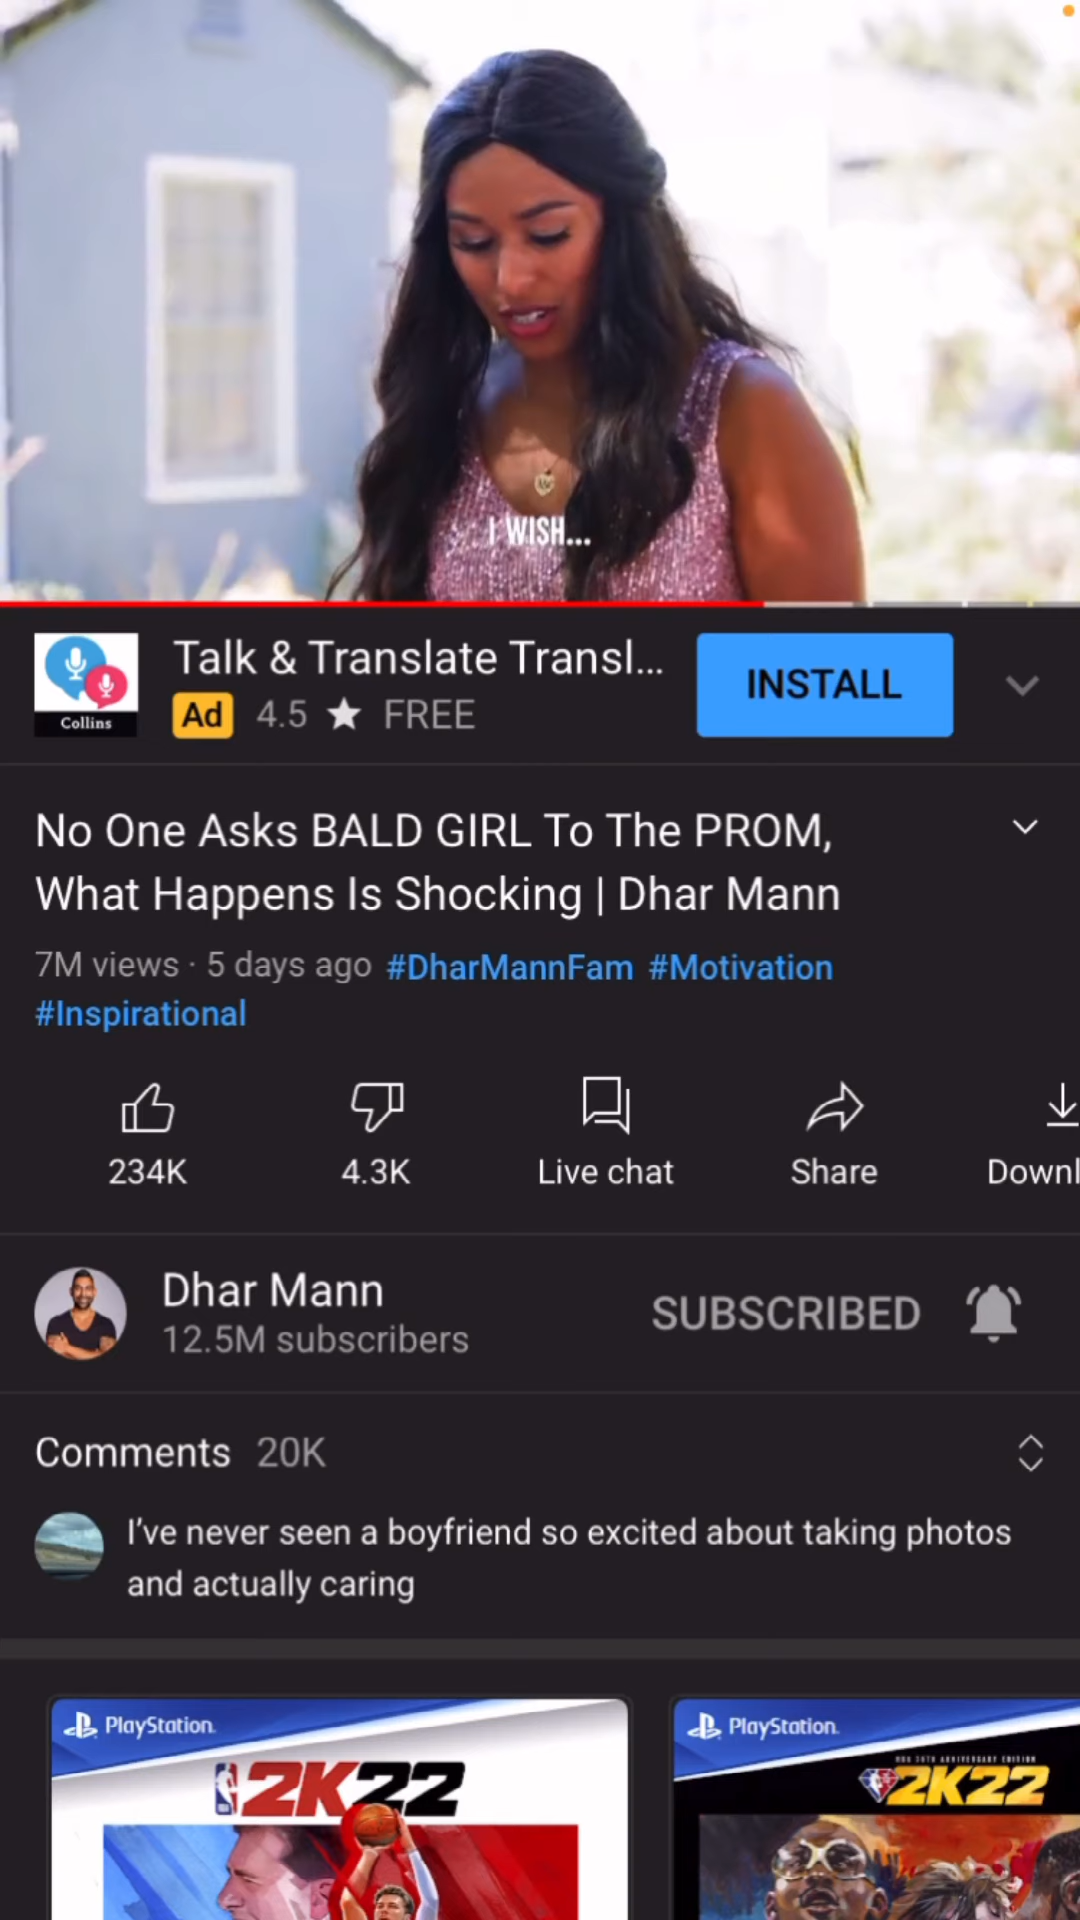 I WISH...
Talk & Translate Transl...
INSTALL
Collins
Ad 4.5 ★ FREE
No One Asks BALD GIRL To The PROM,
What Happens Is Shocking | Dhar Mann
7M views · 5 days ago #DharMannFam #Motivation
#Inspirational
234K 4.3K Live chat Share Downl
Dhar Mann
12.5M subscribers
SUBSCRIBED
Comments 20K
I’ve never seen a boyfriend so excited about taking photos
and actually caring
PlayStation.
2K22
PlayStation.
2K22